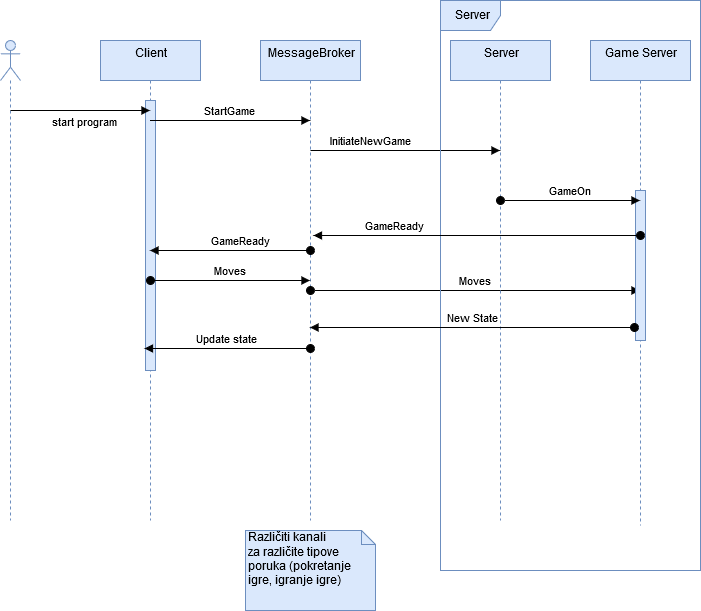 Server
Client
MessageBroker
Server
Game Server
start program
StartGame
InitiateNewGame
GameOn
GameReady
GameReady
Moves
Moves
New State
Update state
Različiti kanali
za različite tipove
poruka (pokretanje
igre, igranje igre)